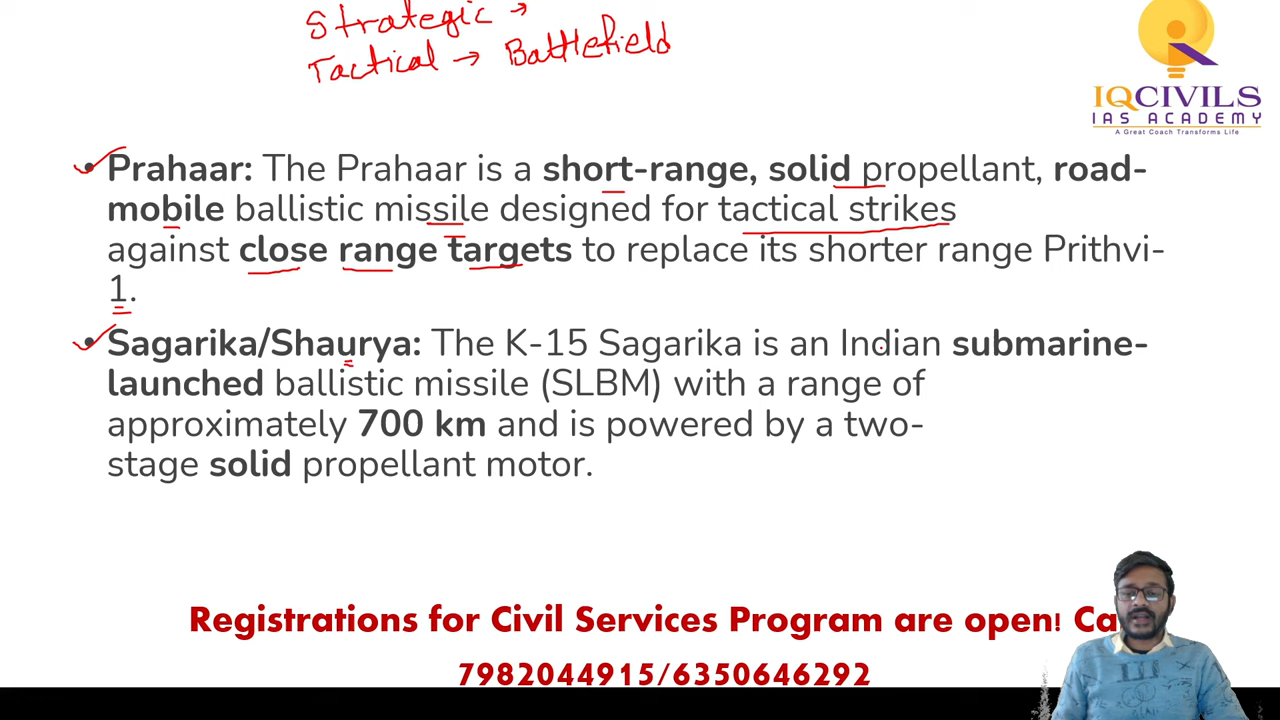 Strategic →
Tactical → Battlefield
IQCIVILS
IAS ACADEMY
A Great Coach Transforms Life
• Prahaar: The Prahaar is a short-range, solid propellant, road-
mobile ballistic missile designed for tactical strikes
against close range targets to replace its shorter range Prithvi-
1.
• Sagarika/Shaurya: The K-15 Sagarika is an Indian submarine-
launched ballistic missile (SLBM) with a range of
approximately 700 km and is powered by a two-
stage solid propellant motor.
Registrations for Civil Services Program are open! Ca
7982044915/6350646292